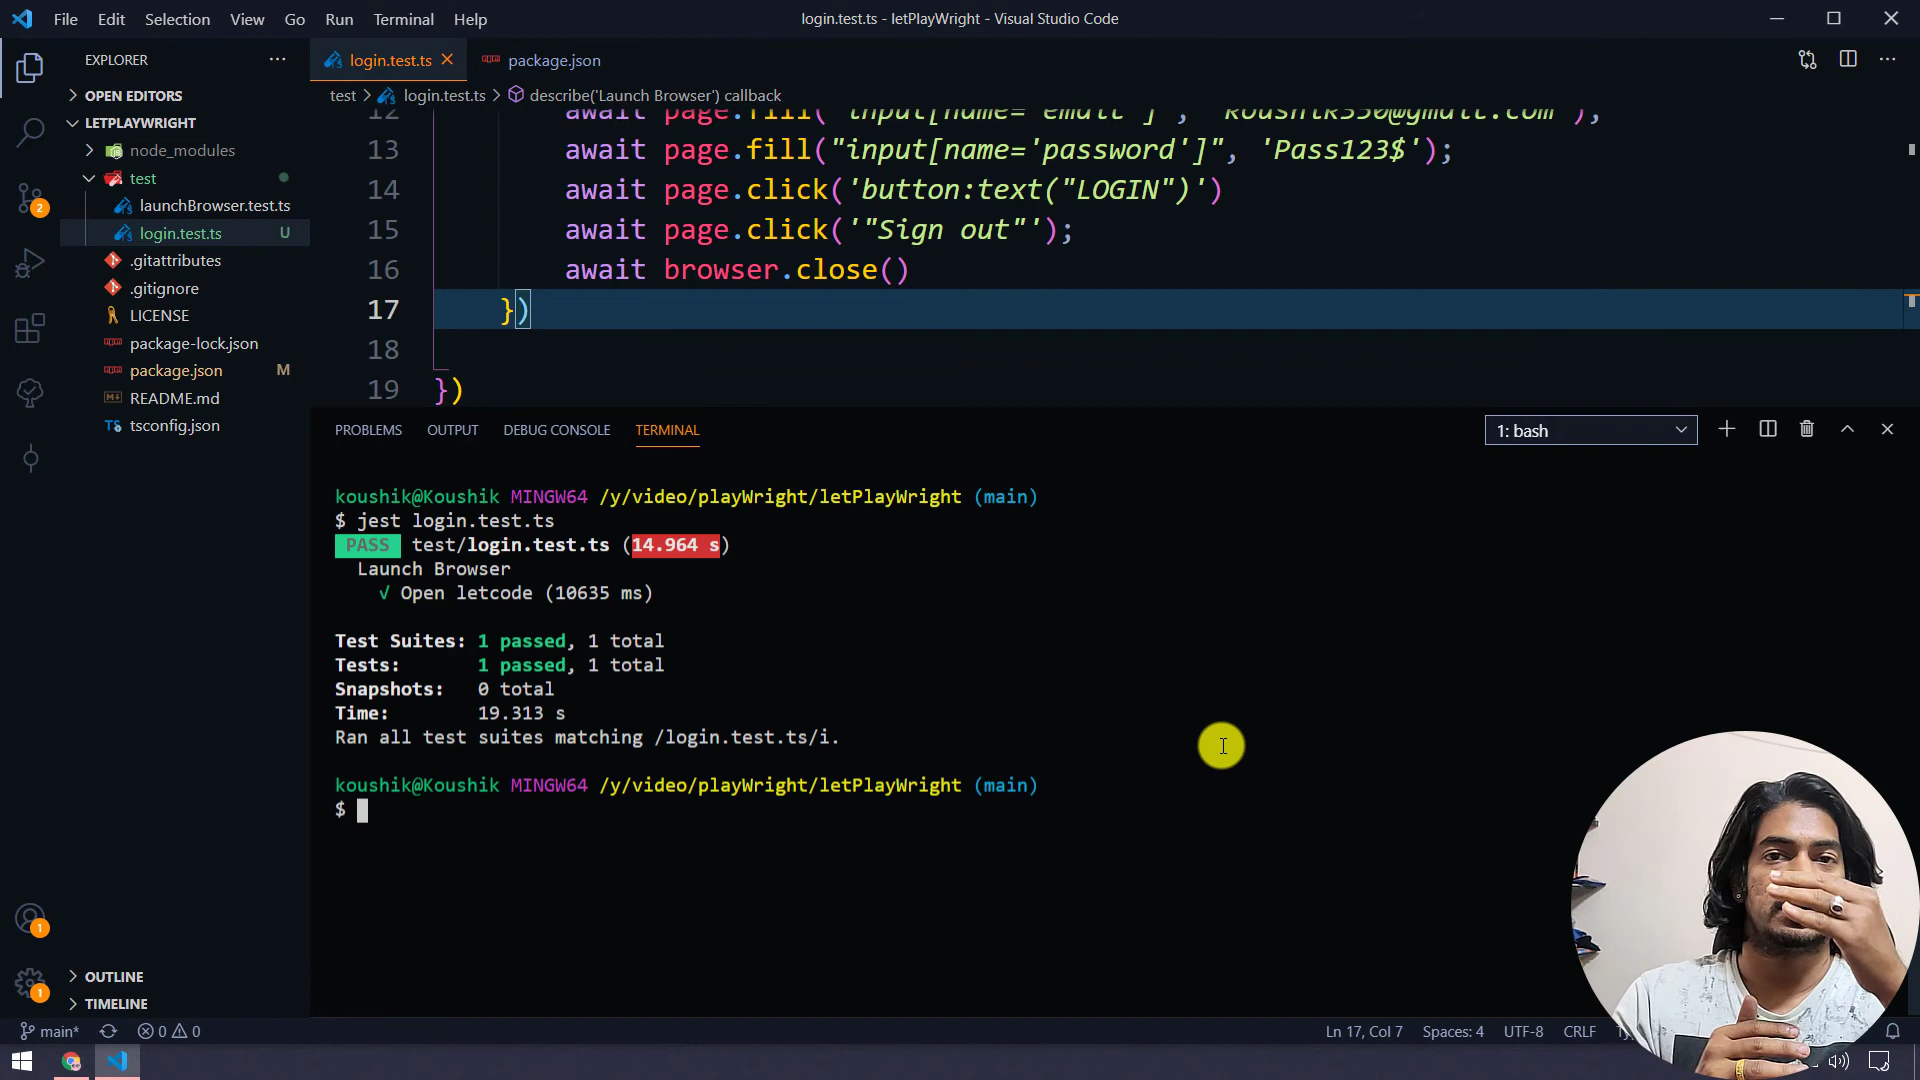 File Edit Selection View Go Run Terminal Help
login.test.ts - letPlayWright - Visual Studio Code
EXPLORER
OPEN EDITORS
LETPLAYWRIGHT
node_modules
test
launchBrowser.test.ts
login.test.ts U
.gitattributes
.gitignore
LICENSE
package-lock.json
package.json M
README.md
tsconfig.json
OUTLINE
TIMELINE
2
1
1
login.test.ts
package.json
test > login.test.ts > describe('Launch Browser') callback
12 await page.fill("input[name='email']", "koushik350@gmail.com");
13 await page.fill("input[name='password']", 'Pass123$');
14 await page.click('button:text("LOGIN")')
15 await page.click('"Sign out"');
16 await browser.close()
17 })
18
19 })
PROBLEMS OUTPUT DEBUG CONSOLE TERMINAL
1: bash
koushik@Koushik MINGW64 /y/video/playWright/letPlayWright (main)
$ jest login.test.ts
PASS test/login.test.ts (14.964 s)
Launch Browser
√ Open letcode (10635 ms)
Test Suites: 1 passed, 1 total
Tests: 1 passed, 1 total
Snapshots: 0 total
Time: 19.313 s
Ran all test suites matching /login.test.ts/i.
koushik@Koushik MINGW64 /y/video/playWright/letPlayWright (main)
$
main* 0 0
Ln 17, Col 7 Spaces: 4 UTF-8 CRLF